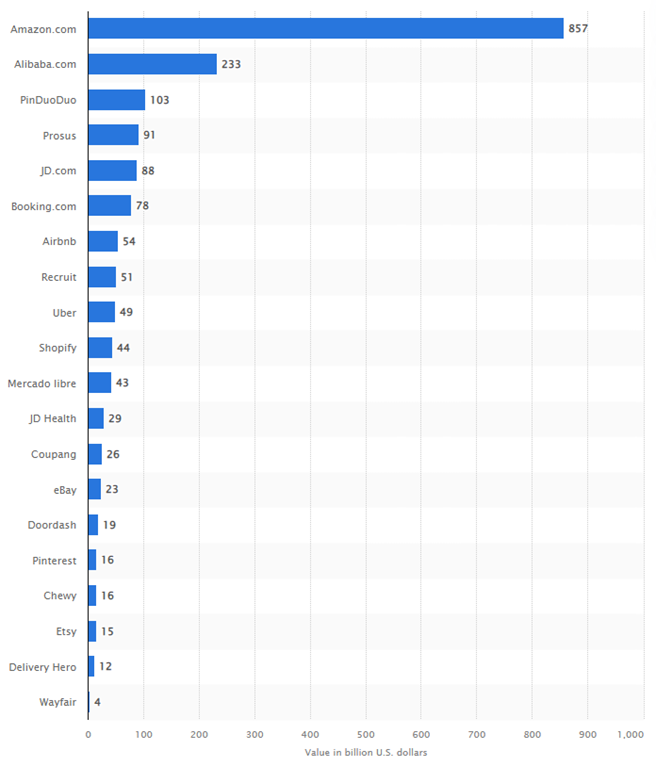 Amazon.com 857
Alibaba.com 233
PinDuoDuo 103
Prosus 91
JD.com 88
Booking.com 78
Airbnb 54
Recruit 51
Uber 49
Shopify 44
Mercado libre 43
JD Health 29
Coupang 26
eBay 23
Doordash 19
Pinterest 16
Chewy 16
Etsy 15
Delivery Hero 12
Wayfair 4
0 100 200 300 400 500 600 700 800 900 1,000
Value in billion U.S. dollars